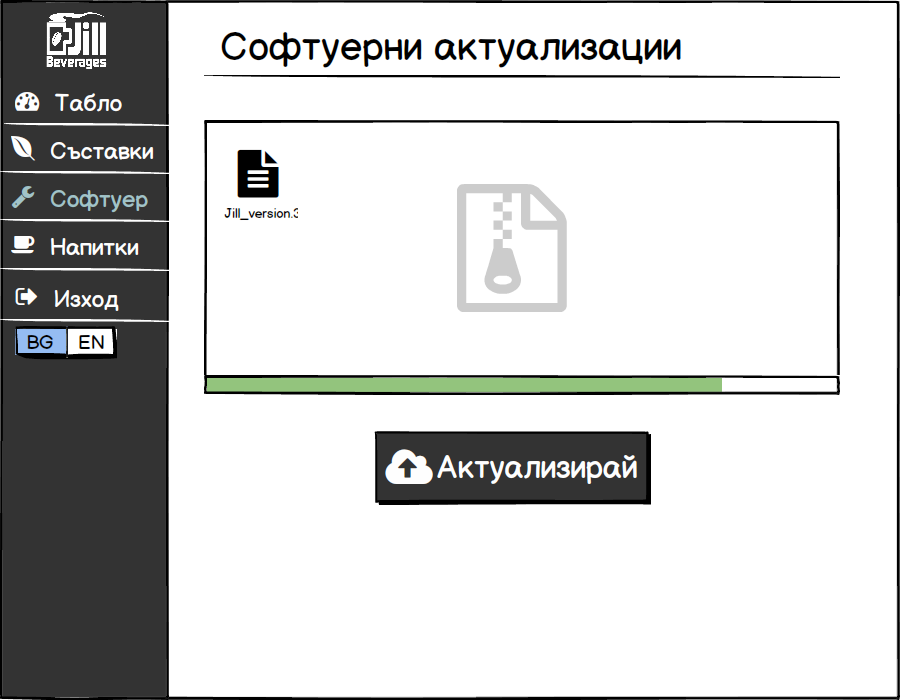 Jill
Beverages
Табло
Съставки
Софтуер
Напитки
Изход
BG EN
Софтуерни актуализации
Jill_version.3
Актуализирай